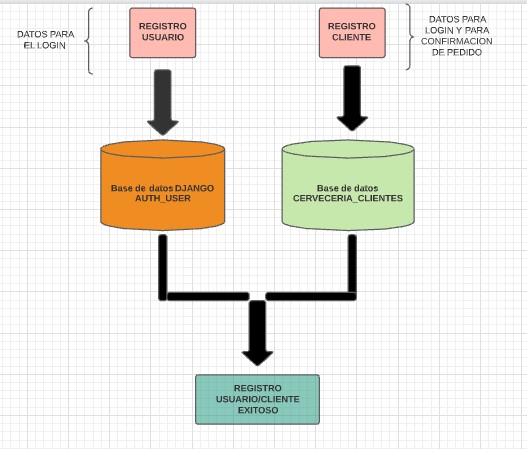 DATOS PARA
EL LOGIN
REGISTRO
USUARIO
REGISTRO
CLIENTE
DATOS PARA
LOGIN Y PARA
CONFIRMACION
DE PEDIDO
Base de datos DJANGO
AUTH_USER
Base de datos
CERVECERIA_CLIENTES
REGISTRO
USUARIO/CLIENTE
EXITOSO